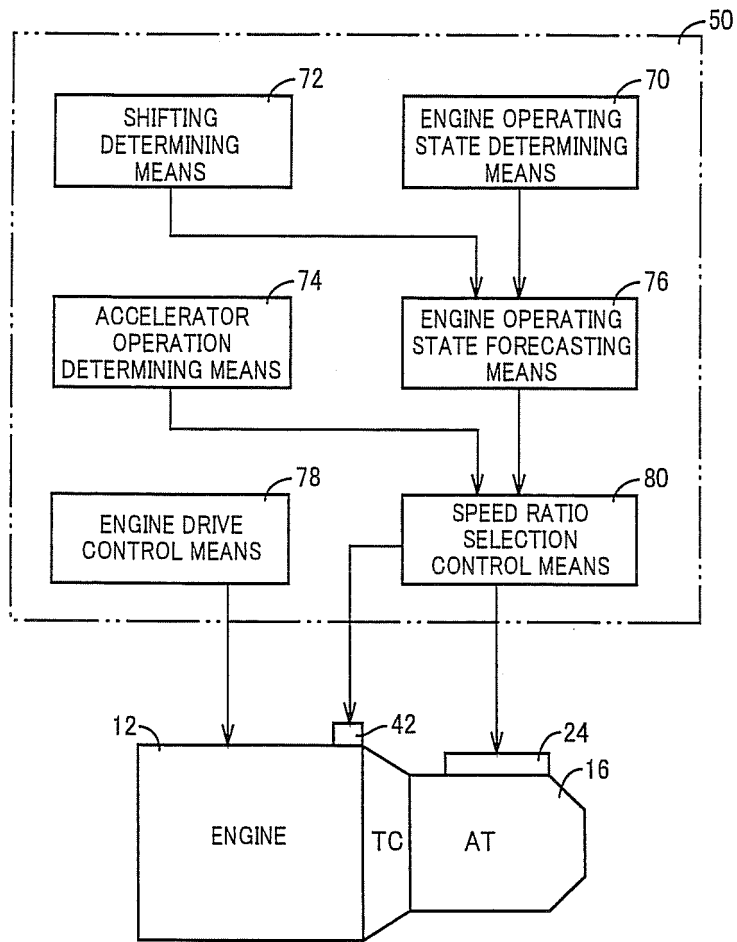 50
72
SHIFTING
DETERMINING
MEANS
70
ENGINE OPERATING
STATE DETERMINING
MEANS
74
ACCELERATOR
OPERATION
DETERMINING MEANS
76
ENGINE OPERATING
STATE FORECASTING
MEANS
78
ENGINE DRIVE
CONTROL MEANS
80
SPEED RATIO
SELECTION
CONTROL MEANS
12
42
24
16
ENGINE
TC
AT